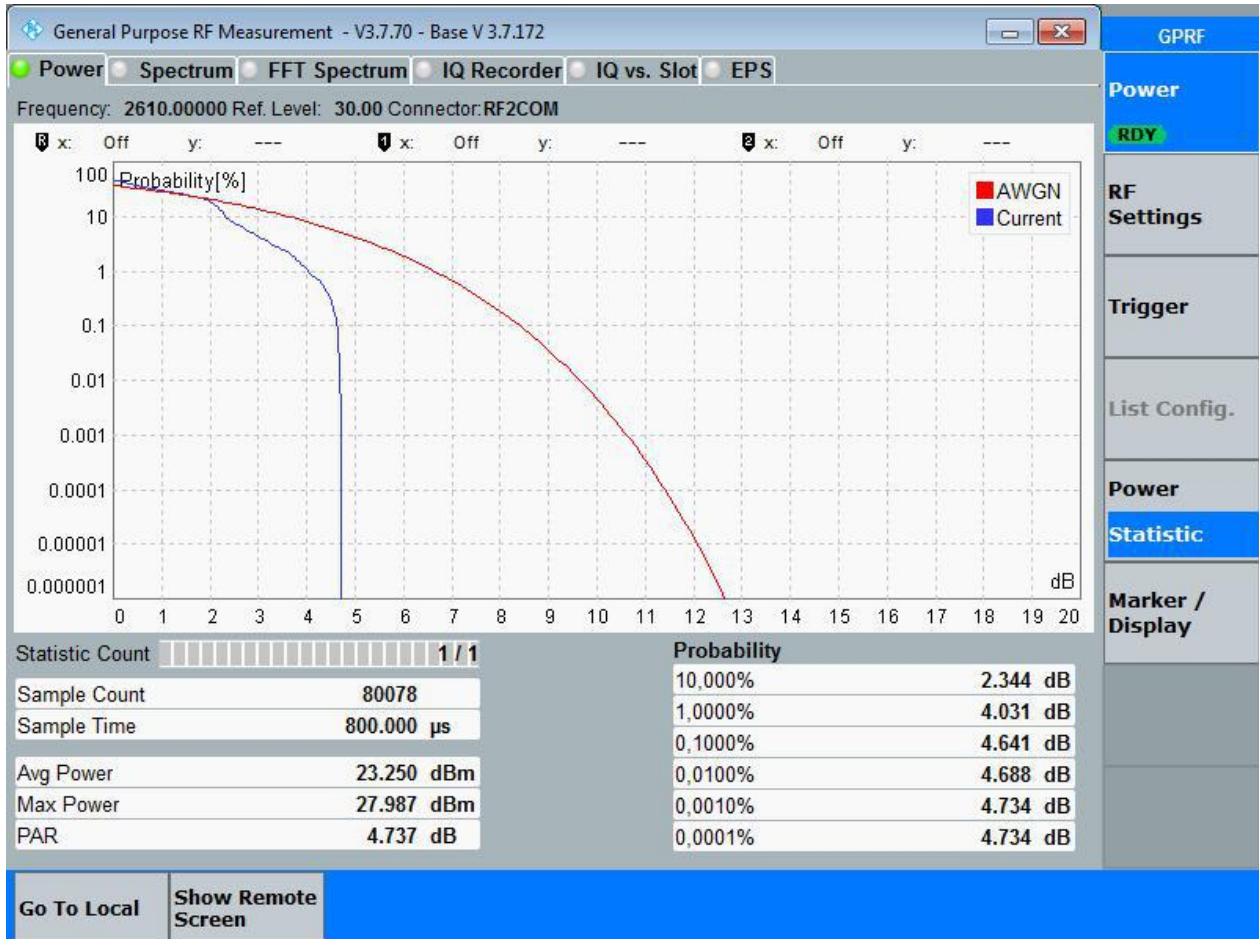 General Purpose RF Measurement - V3.7.70 - Base V 3.7.172
GPRF
Power Spectrum FFT Spectrum IQ Recorder IQ vs. Slot EPS
Frequency: 2610.00000 Ref. Level: 30.00 Connector: RF2COM
R x: Off y: --- 1 x: Off y: --- 2 x: Off y: ---
Probability[%]
AWGN
Current
100
10
1
0.1
0.01
0.001
0.0001
0.00001
0.000001
dB
0 1 2 3 4 5 6 7 8 9 10 11 12 13 14 15 16 17 18 19 20
Statistic Count 1 / 1
Sample Count 80078
Sample Time 800.000 µs
Avg Power 23.250 dBm
Max Power 27.987 dBm
PAR 4.737 dB
Probability
10,000% 2.344 dB
1,0000% 4.031 dB
0,1000% 4.641 dB
0,0100% 4.688 dB
0,0010% 4.734 dB
0,0001% 4.734 dB
Power
RDY
RF
Settings
Trigger
List Config.
Power
Statistic
Marker /
Display
Go To Local
Show Remote
Screen